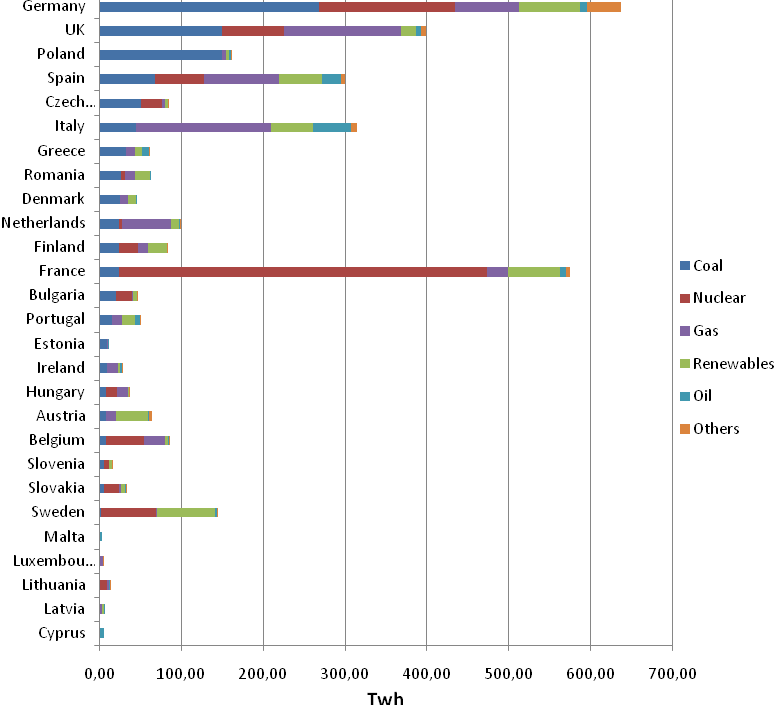 Germany
UK
Poland
Spain
Czech...
Italy
Greece
Romania
Denmark
Netherlands
Finland
France
Bulgaria
Portugal
Estonia
Ireland
Hungary
Austria
Belgium
Slovenia
Slovakia
Sweden
Malta
Luxembou...
Lithuania
Latvia
Cyprus
Coal
Nuclear
Gas
Renewables
Oil
Others
0,00 100,00 200,00 300,00 400,00 500,00 600,00 700,00
Twh